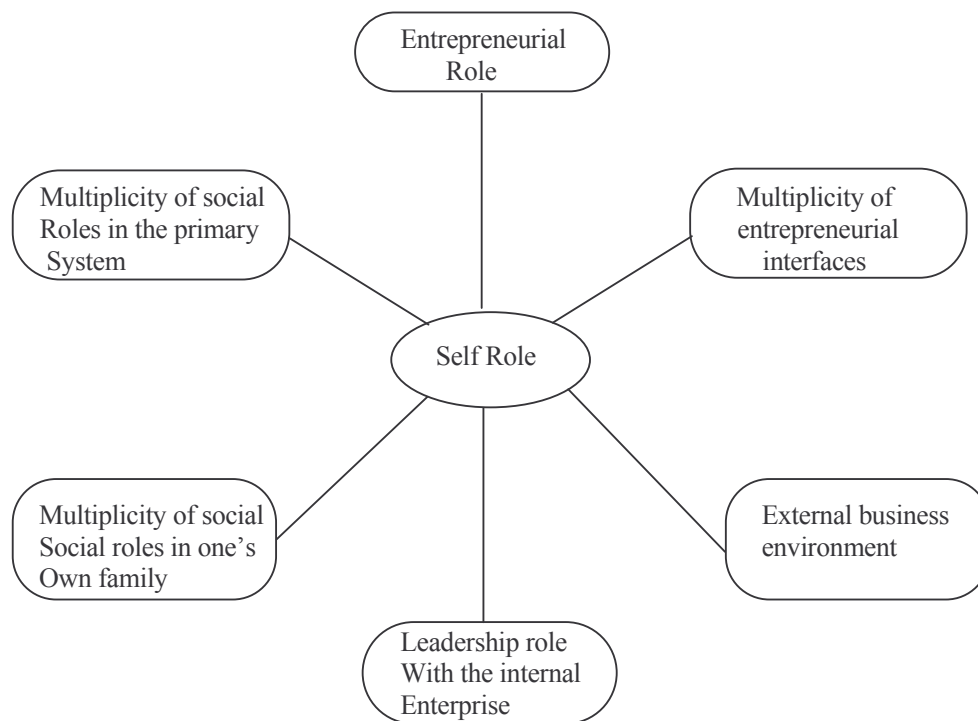 Entrepreneurial
Role
Multiplicity of social
Roles in the primary
System
Multiplicity of
entrepreneurial
interfaces
Self Role
Multiplicity of social
Social roles in one's
Own family
External business
environment
Leadership role
With the internal
Enterprise